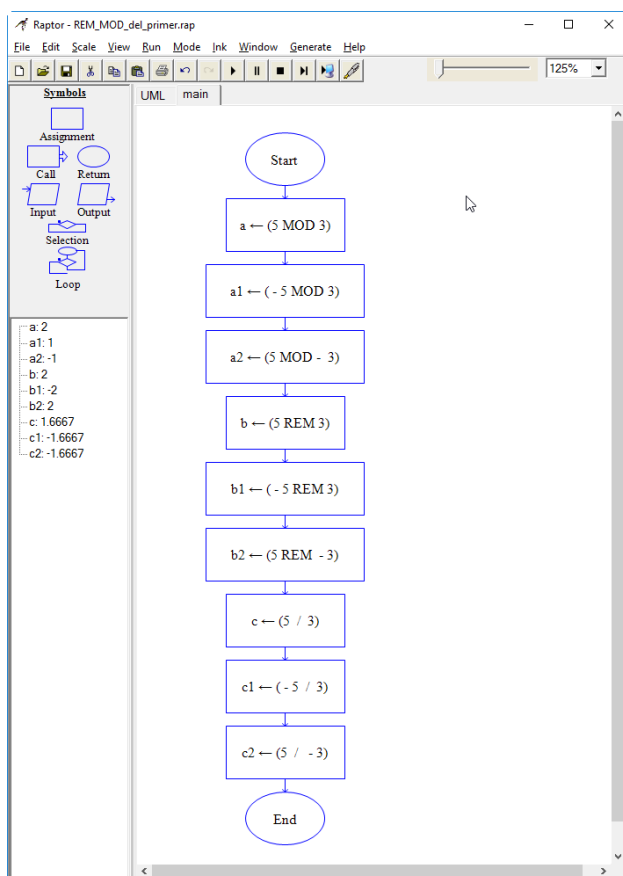 Raptor - REM_MOD_del_primer.rap
File Edit Scale View Run Mode Ink Window Generate Help
125%
Symbols
Assignment
Call Return
Input Output
Selection
Loop
UML main
a: 2
a1: 1
a2: -1
b: 2
b1: -2
b2: 2
c: 1.6667
c1: -1.6667
c2: -1.6667
Start
a ← (5 MOD 3)
a1 ← ( - 5 MOD 3)
a2 ← (5 MOD - 3)
b ← (5 REM 3)
b1 ← ( - 5 REM 3)
b2 ← (5 REM - 3)
c ← (5 / 3)
c1 ← ( - 5 / 3)
c2 ← (5 / - 3)
End